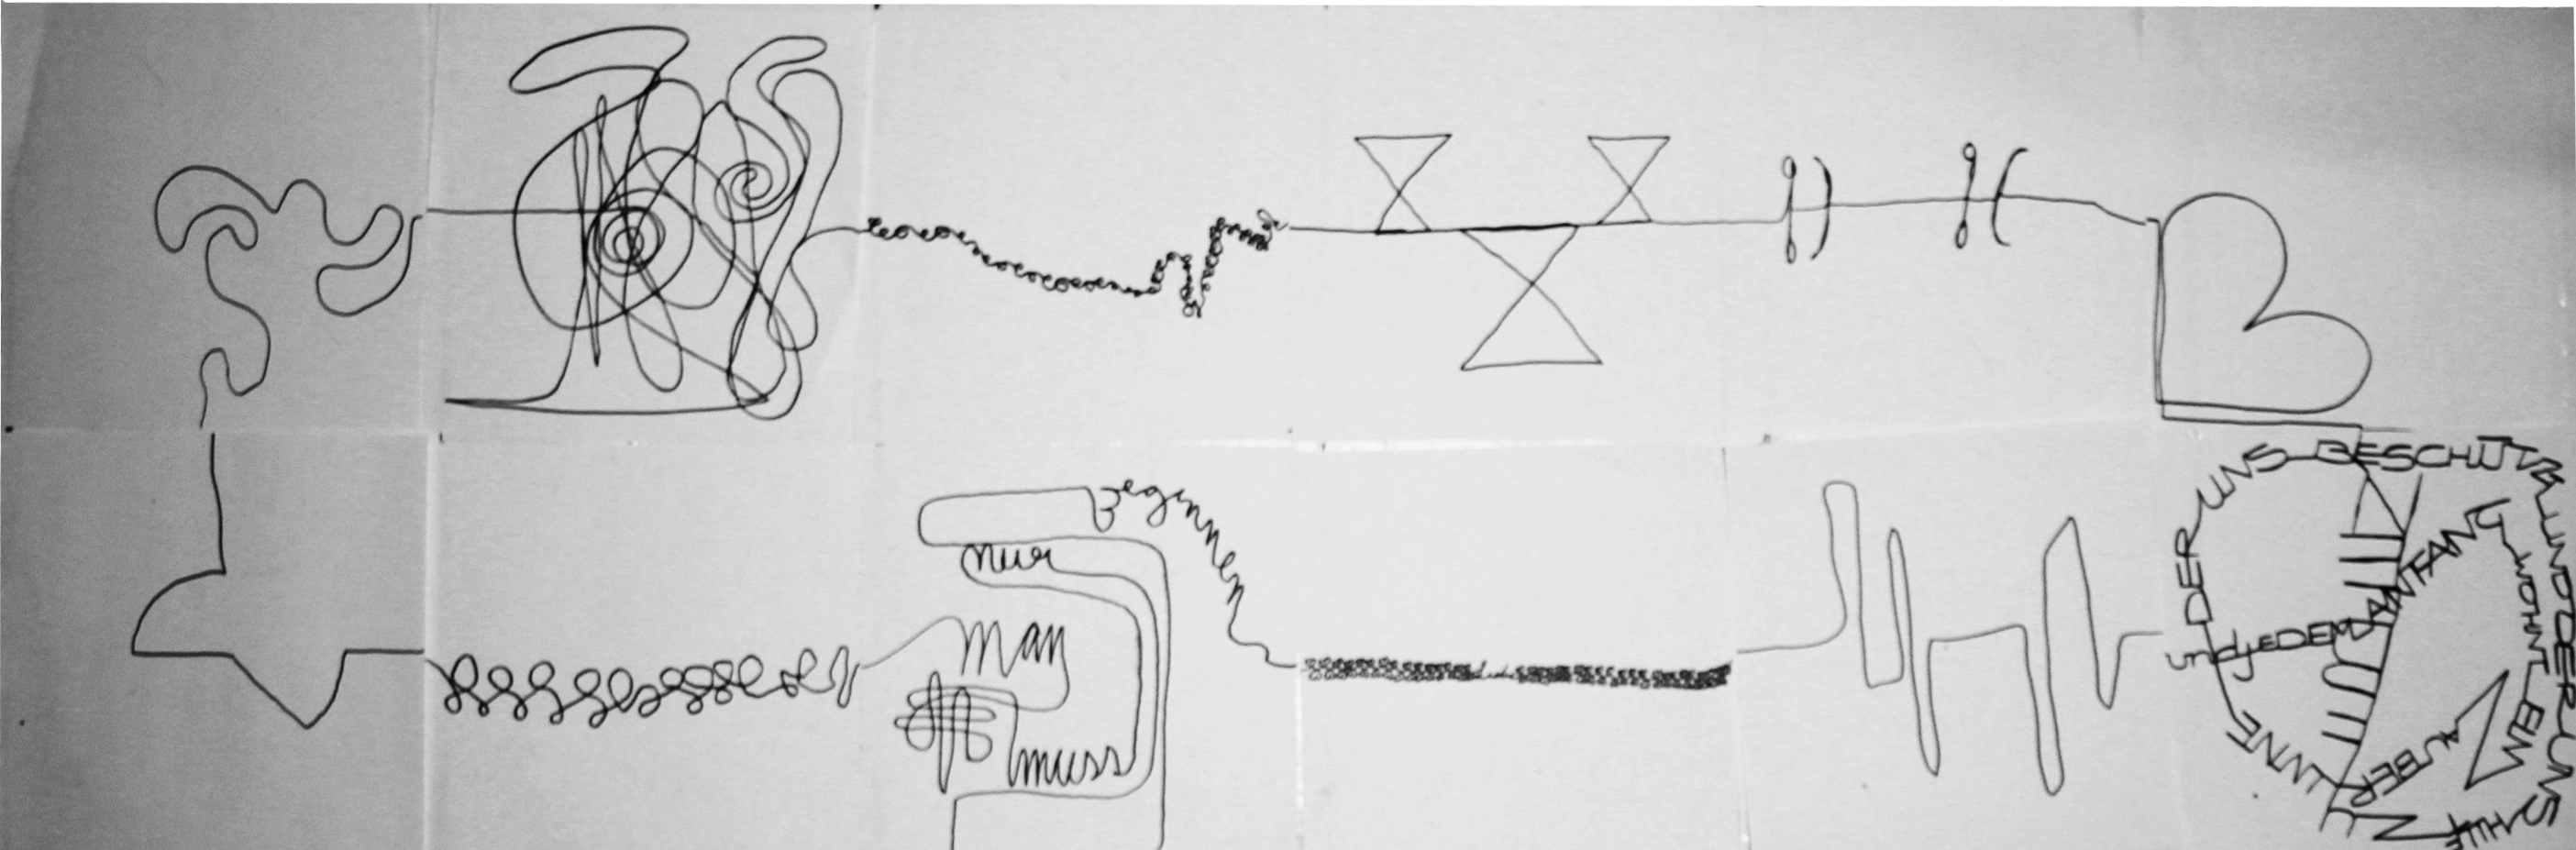 Man
muss
nur
Beginnen
Und JEDEM ANFANG WOHNT EIN ZAUBER INNE DER UNS BESCHÜTZT UND DER UNS HILFT ZU